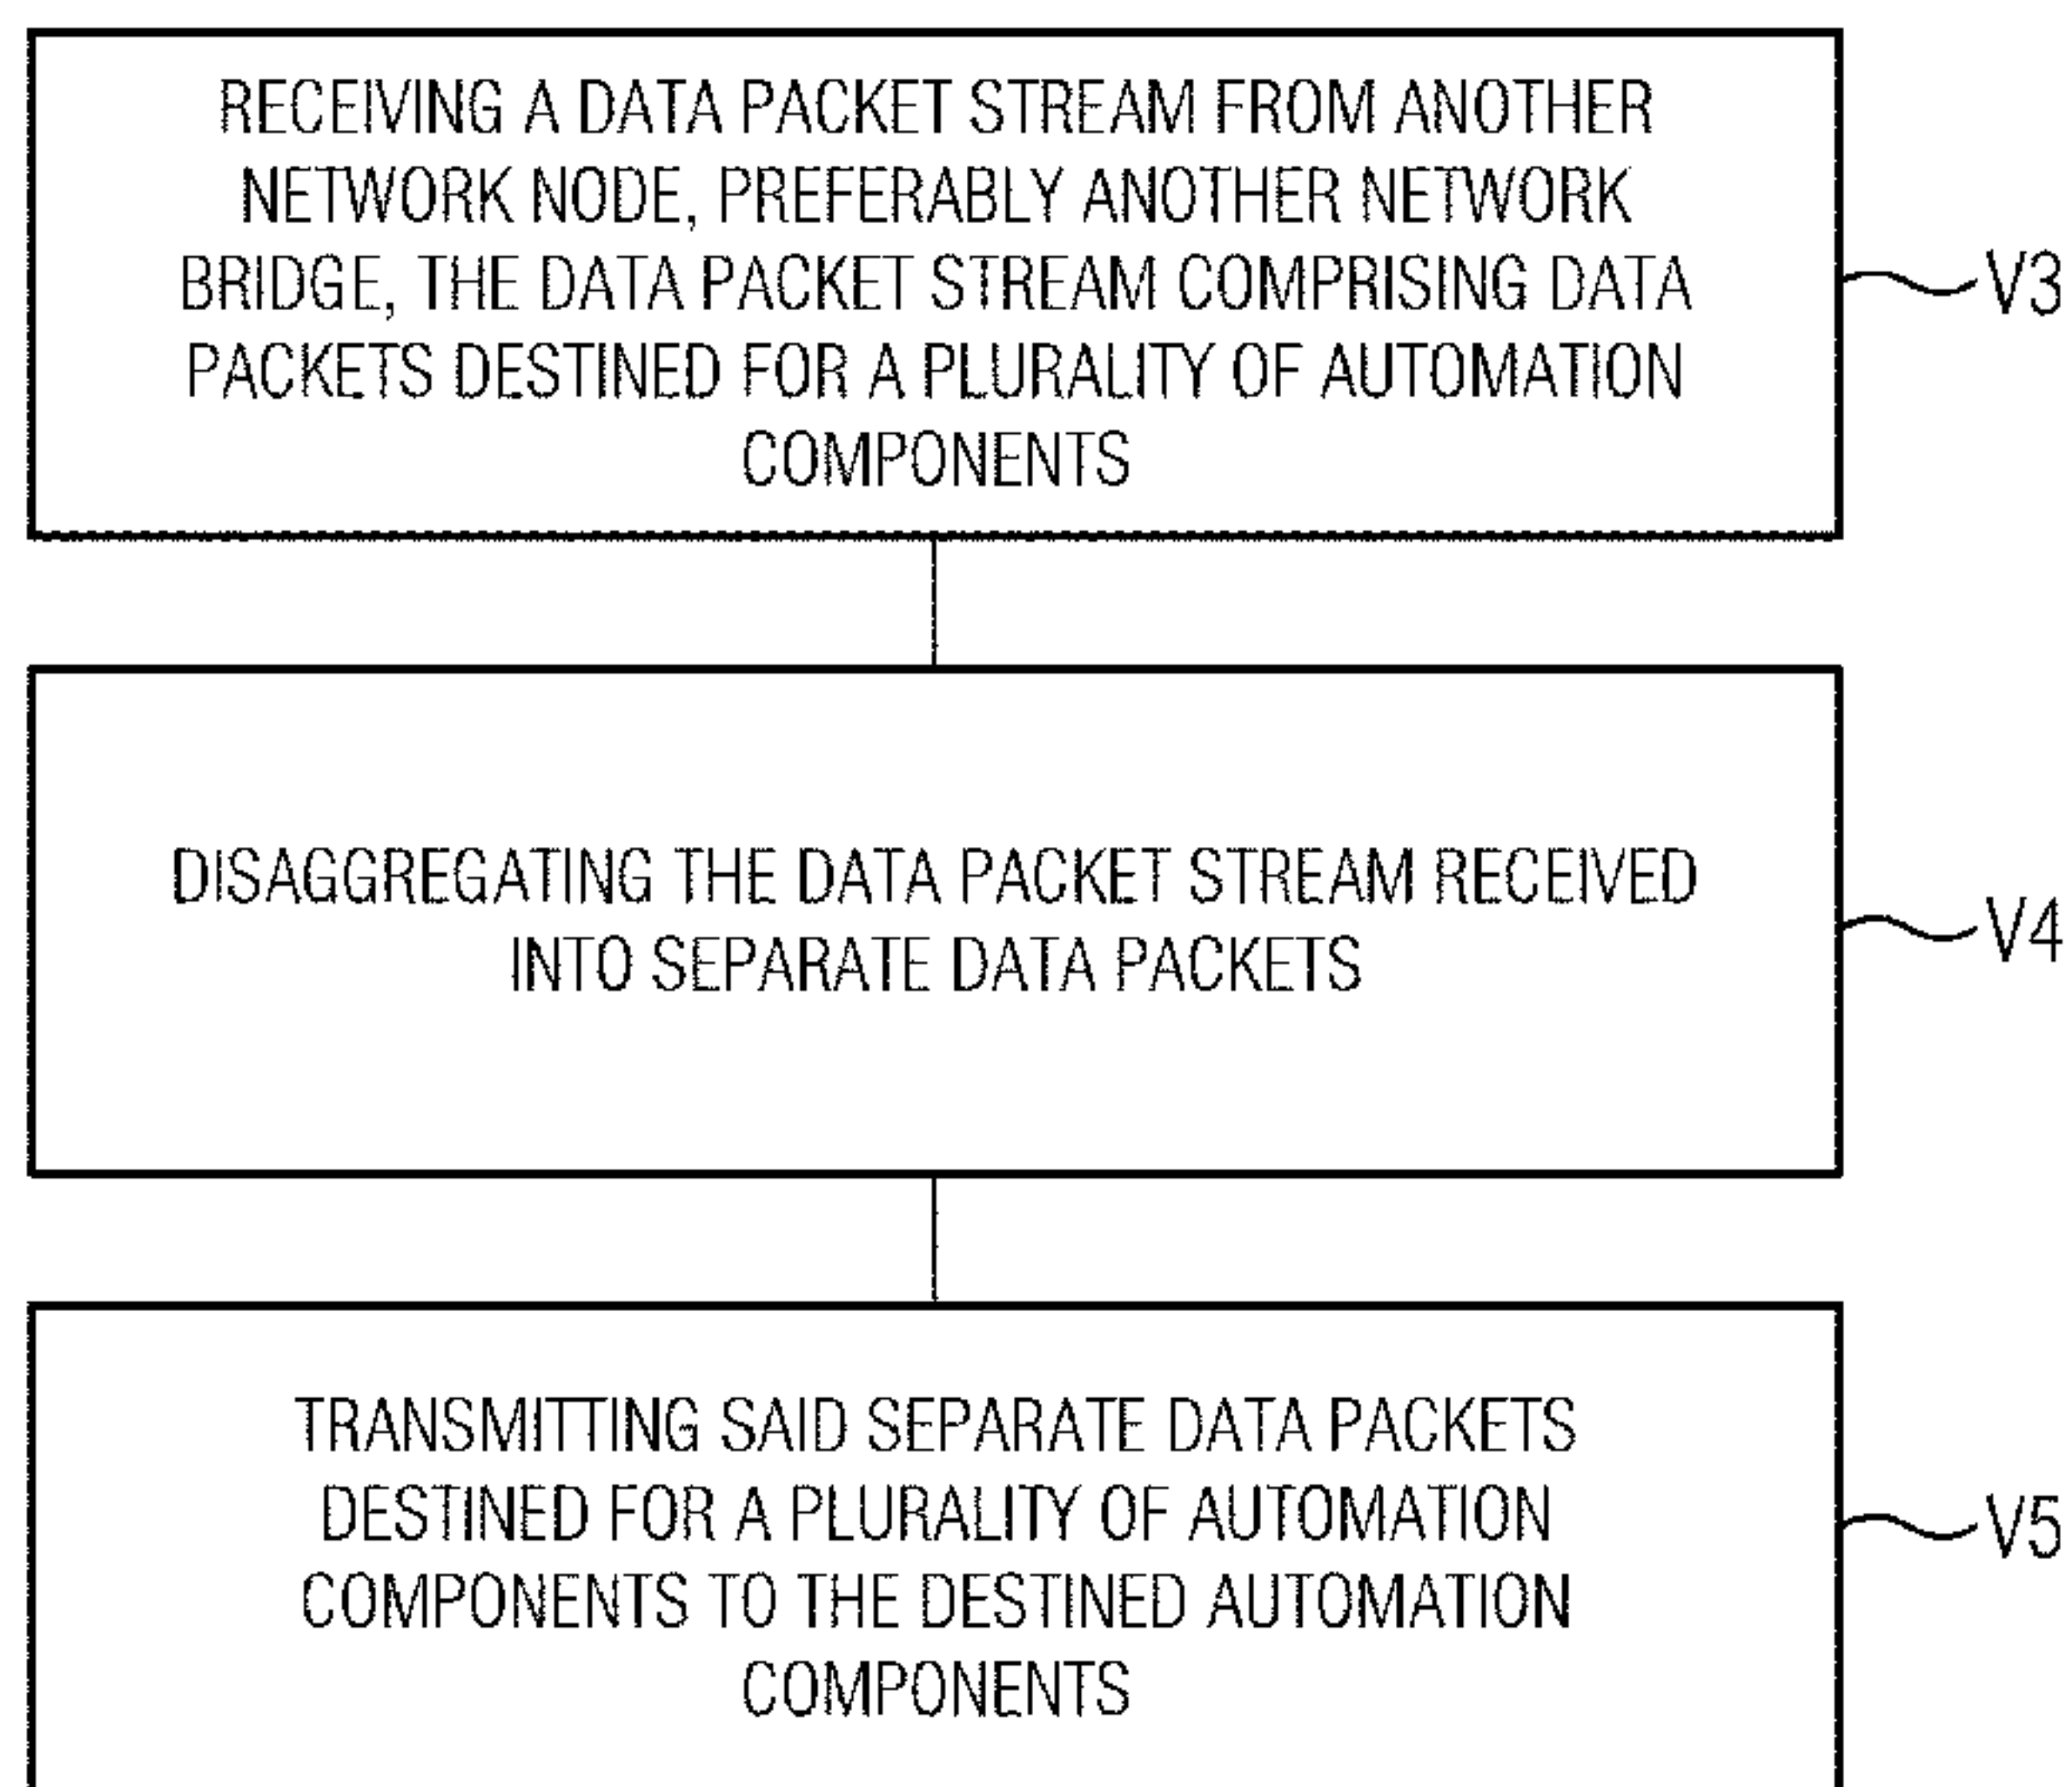 RECEIVING A DATA PACKET STREAM FROM ANOTHER
NETWORK NODE, PREFERABLY ANOTHER NETWORK
BRIDGE, THE DATA PACKET STREAM COMPRISING DATA
PACKETS DESTINED FOR A PLURALITY OF AUTOMATION
COMPONENTS
V3
DISAGGREGATING THE DATA PACKET STREAM RECEIVED
INTO SEPARATE DATA PACKETS
V4
TRANSMITTING SAID SEPARATE DATA PACKETS
DESTINED FOR A PLURALITY OF AUTOMATION
COMPONENTS TO THE DESTINED AUTOMATION
COMPONENTS
V5